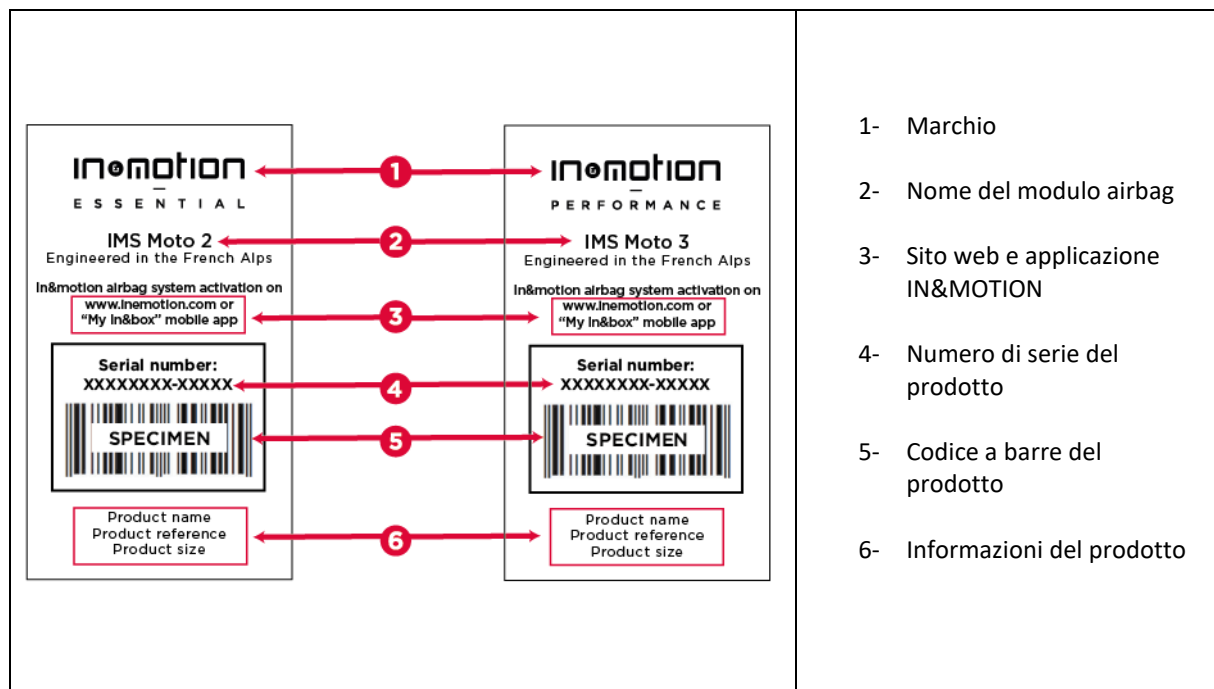 IN&MOTION
ESSENTIAL
IMS Moto 2
Engineered in the French Alps
In&motion airbag system activation on
www.inemotion.com or
“My In&box” mobile app
Serial number:
XXXXXXXX-XXXXX
SPECIMEN
Product name
Product reference
Product size
1
2
3
4
5
6
IN&MOTION
PERFORMANCE
IMS Moto 3
Engineered in the French Alps
In&motion airbag system activation on
www.inemotion.com or
“My In&box” mobile app
Serial number:
XXXXXXXX-XXXXX
SPECIMEN
Product name
Product reference
Product size
1- Marchio
2- Nome del modulo airbag
3- Sito web e applicazione
IN&MOTION
4- Numero di serie del
prodotto
5- Codice a barre del
prodotto
6- Informazioni del prodotto